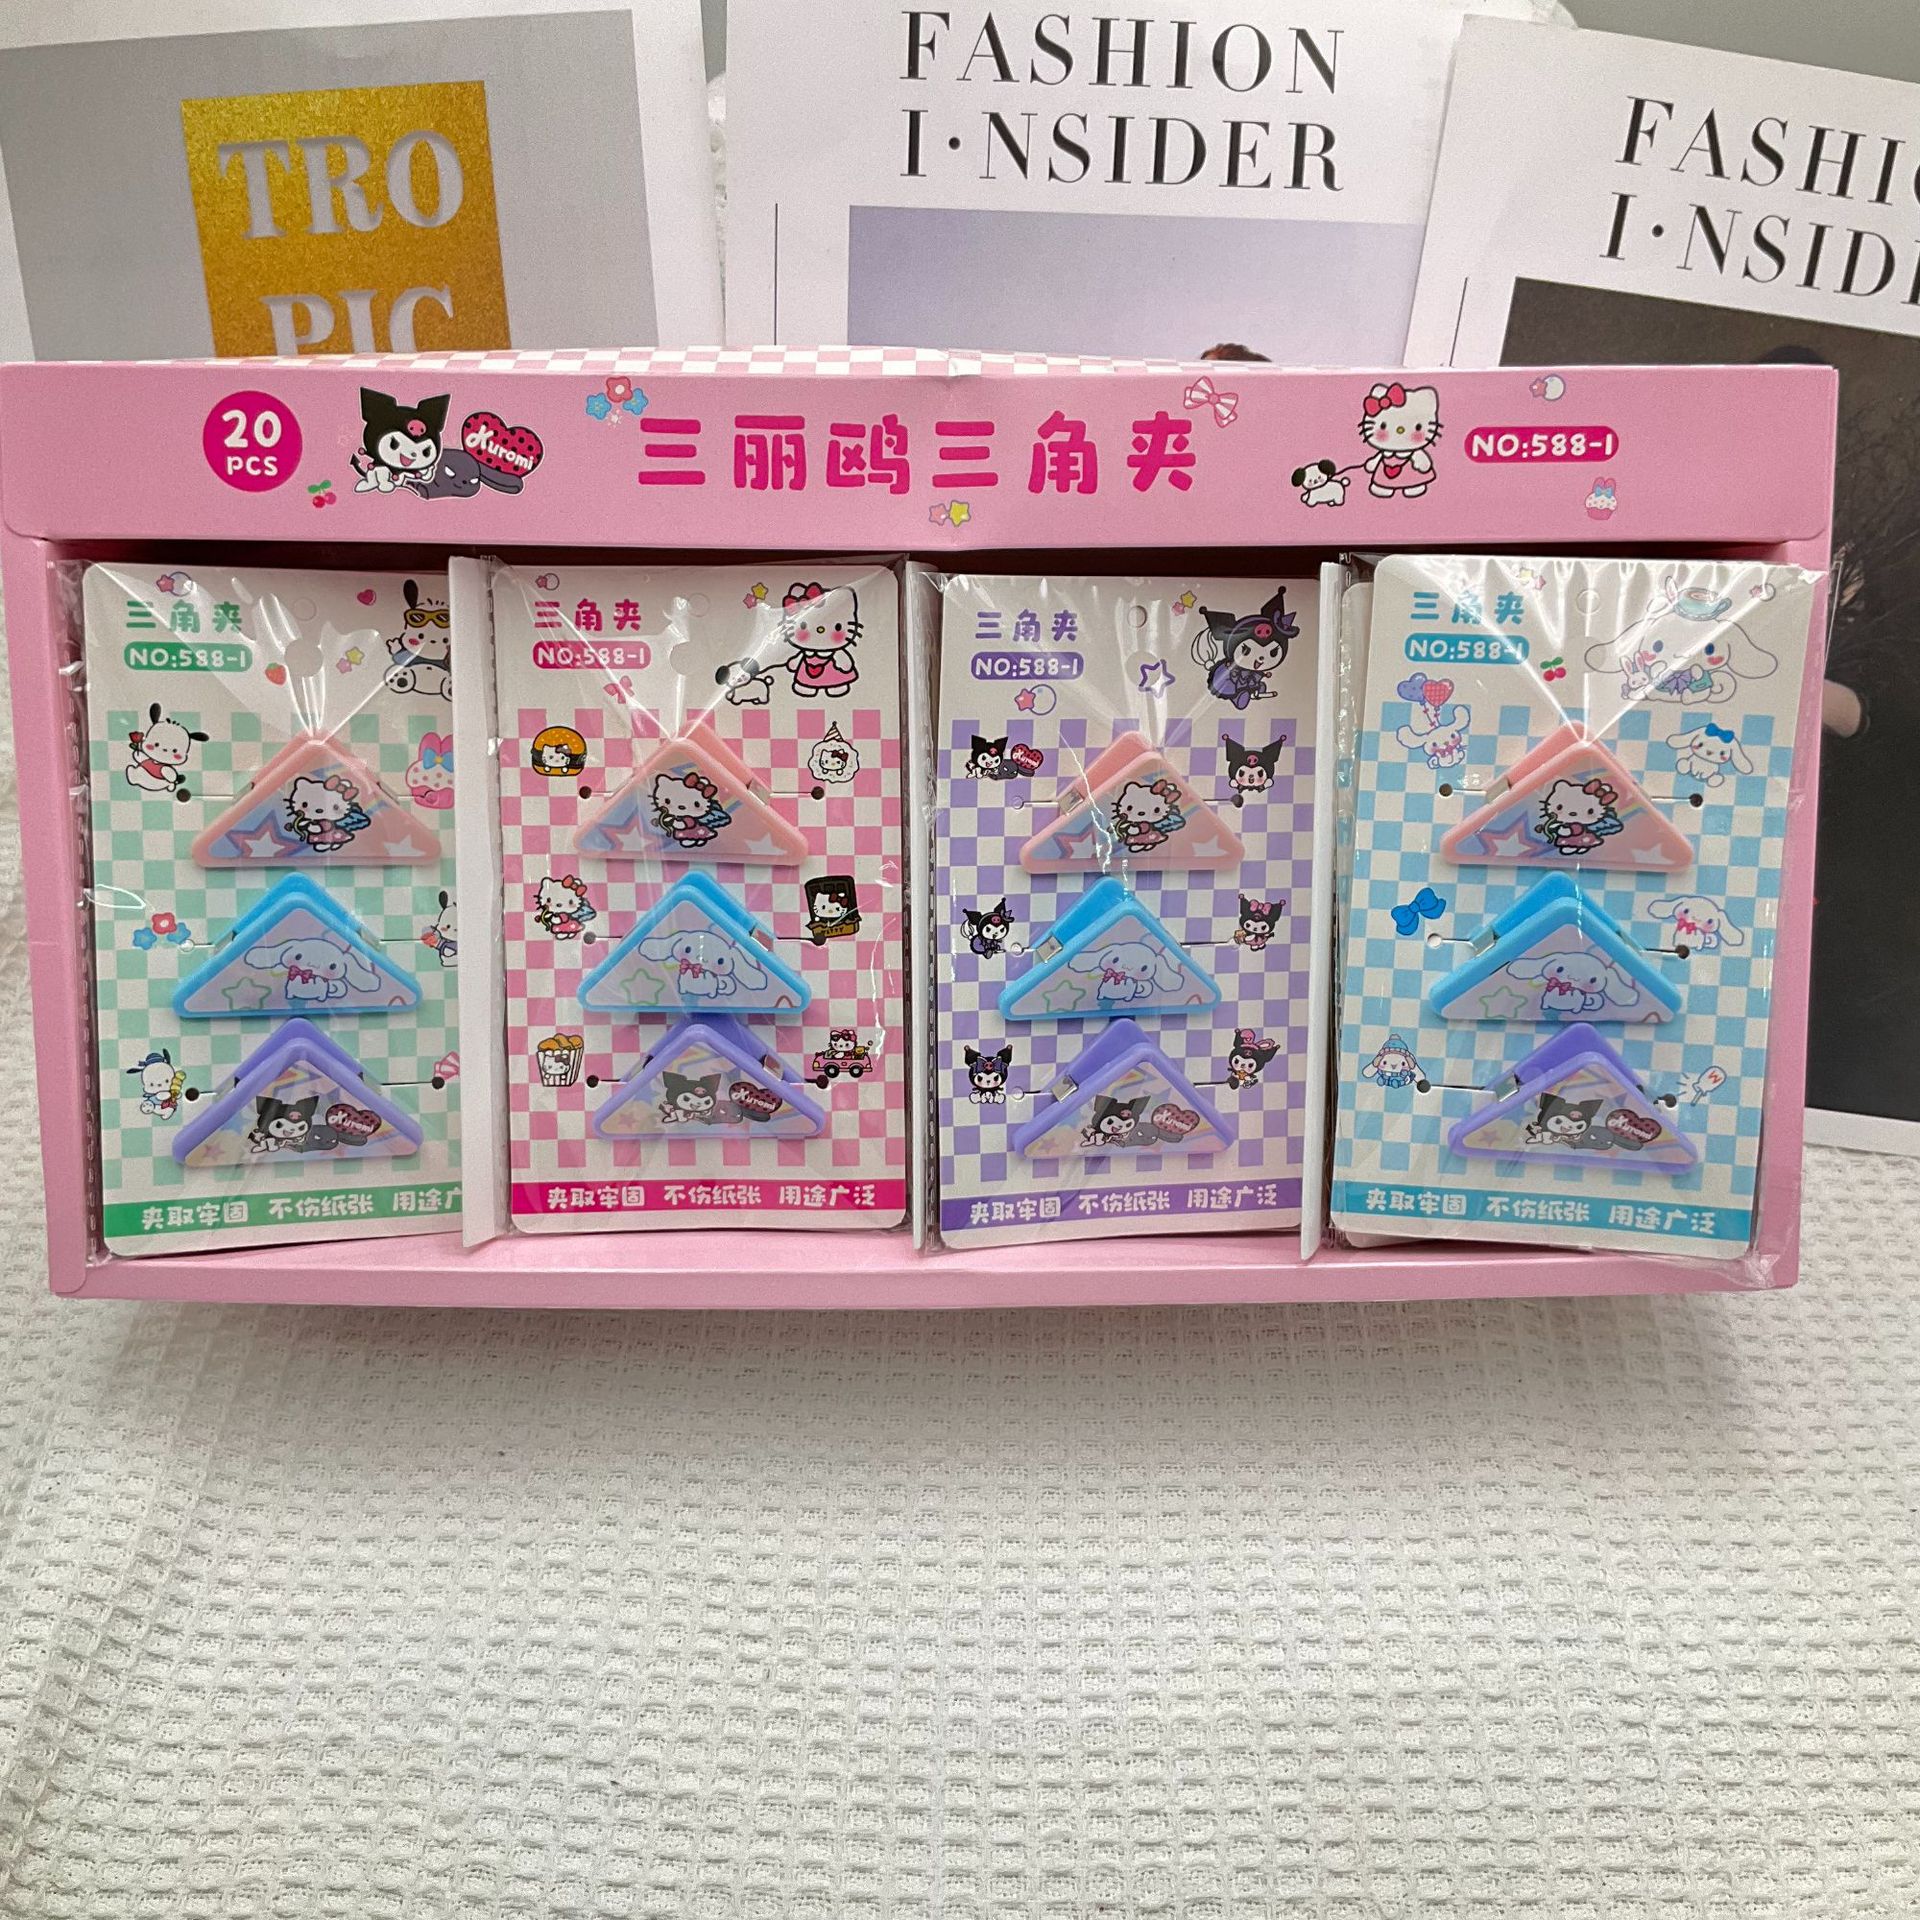 TRO
PIC
FASHION
I·NSIDER
FASHIO
I·NSID
20
PCS
Kuromi
三丽鸥三角夹
NO:588-1
三角夹
NO:588-1
Kuromi
夹取牢固 不伤纸张 用途广
三角夹
NO:588-1
Kuromi
夹取牢固 不伤纸张 用途广泛
三角夹
NO:588-1
Kuromi
夹取牢固 不伤纸张 用途广泛
三角夹
NO:588-1
Kuromi
夹取牢固 不伤纸张 用途广泛